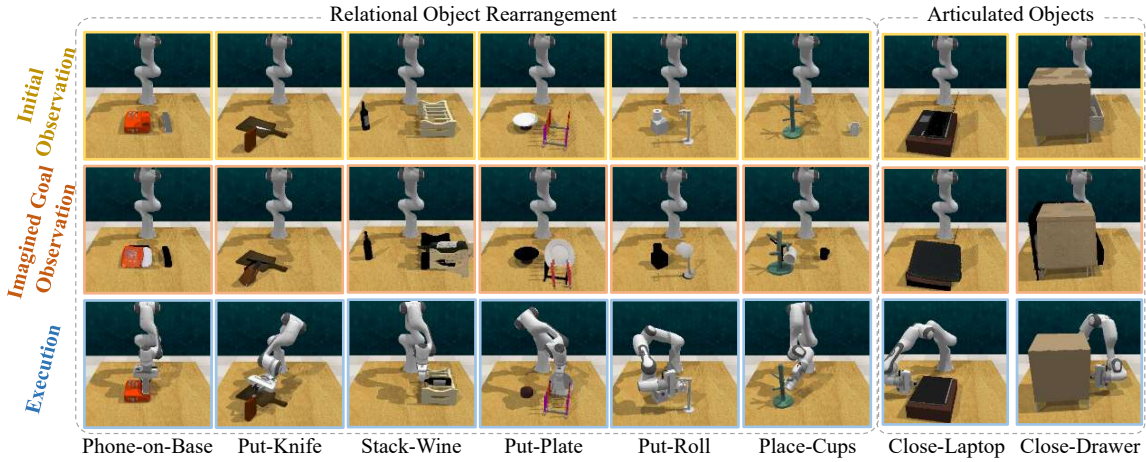 Relational Object Rearrangement
Articulated Objects
Initial
Observation
Imagined Goal
Observation
Execution
Phone-on-Base
Put-Knife
Stack-Wine
Put-Plate
Put-Roll
Place-Cups
Close-Laptop
Close-Drawer